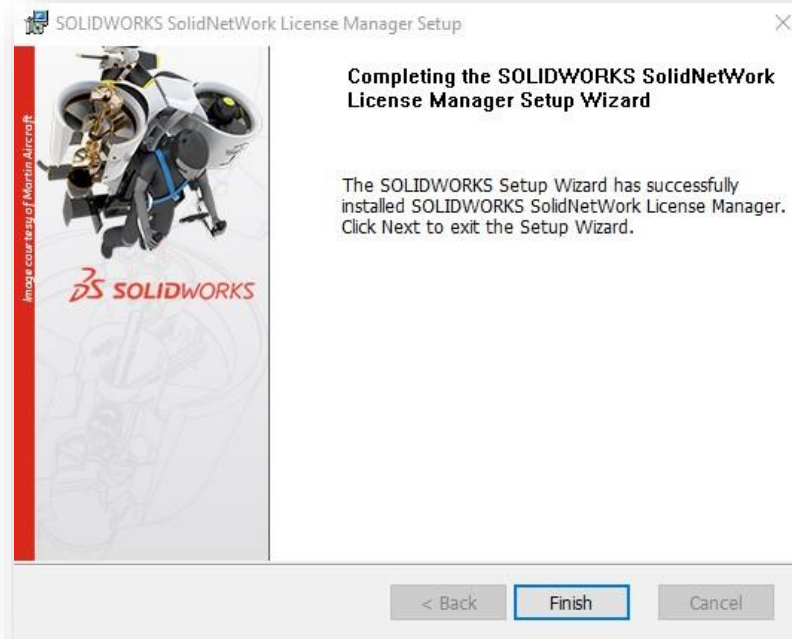 SOLIDWORKS SolidNetWork License Manager Setup
Image courtesy of Martin Aircraft
Completing the SOLIDWORKS SolidNetWork
License Manager Setup Wizard
The SOLIDWORKS Setup Wizard has successfully
installed SOLIDWORKS SolidNetWork License Manager.
Click Next to exit the Setup Wizard.
SOLIDWORKS
< Back
Finish
Cancel